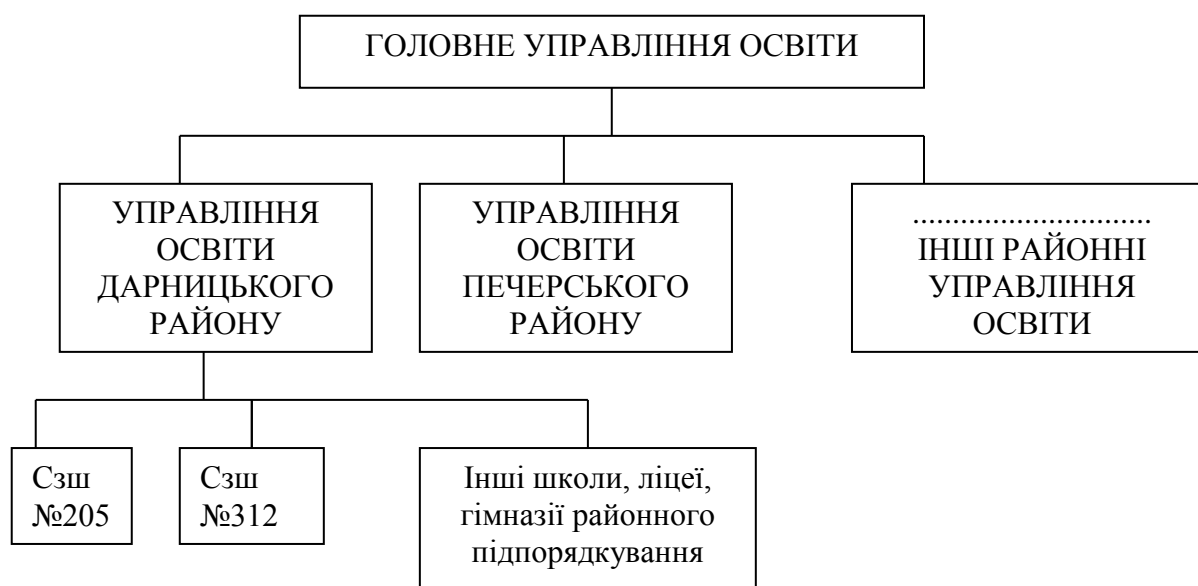 ГОЛОВНЕ УПРАВЛІННЯ ОСВІТИ
УПРАВЛІННЯ
ОСВІТИ
ДАРНИЦЬКОГО
РАЙОНУ
УПРАВЛІННЯ
ОСВІТИ
ПЕЧЕРСЬКОГО
РАЙОНУ
.............................
ІНШІ РАЙОННІ
УПРАВЛІННЯ
ОСВІТИ
Сзш
№205
Сзш
№312
Інші школи, ліцеї,
гімназії районного
підпорядкування